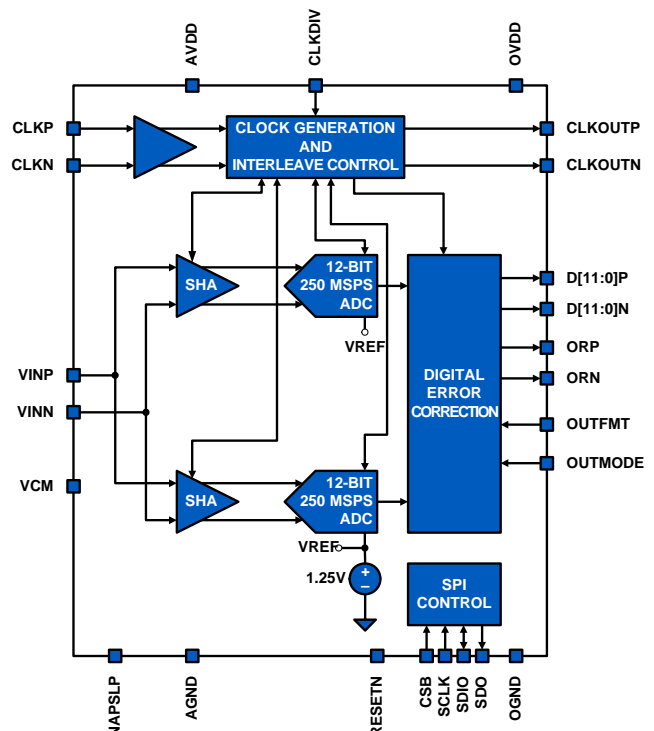 AVDD
CLKDIV
OVDD
CLKP
CLKN
CLOCK GENERATION
AND
INTERLEAVE CONTROL
CLKOUTP
CLKOUTN
SHA
12-BIT
250 MSPS
ADC
VREF
D[11:0]P
D[11:0]N
ORP
ORN
OUTFMT
OUTMODE
DIGITAL
ERROR
CORRECTION
VINP
VINN
VCM
SHA
12-BIT
250 MSPS
ADC
VREF
1.25V
+
–
SPI
CONTROL
NAPSLP
AGND
RESETN
CSB
SCLK
SDIO
SDO
OGND